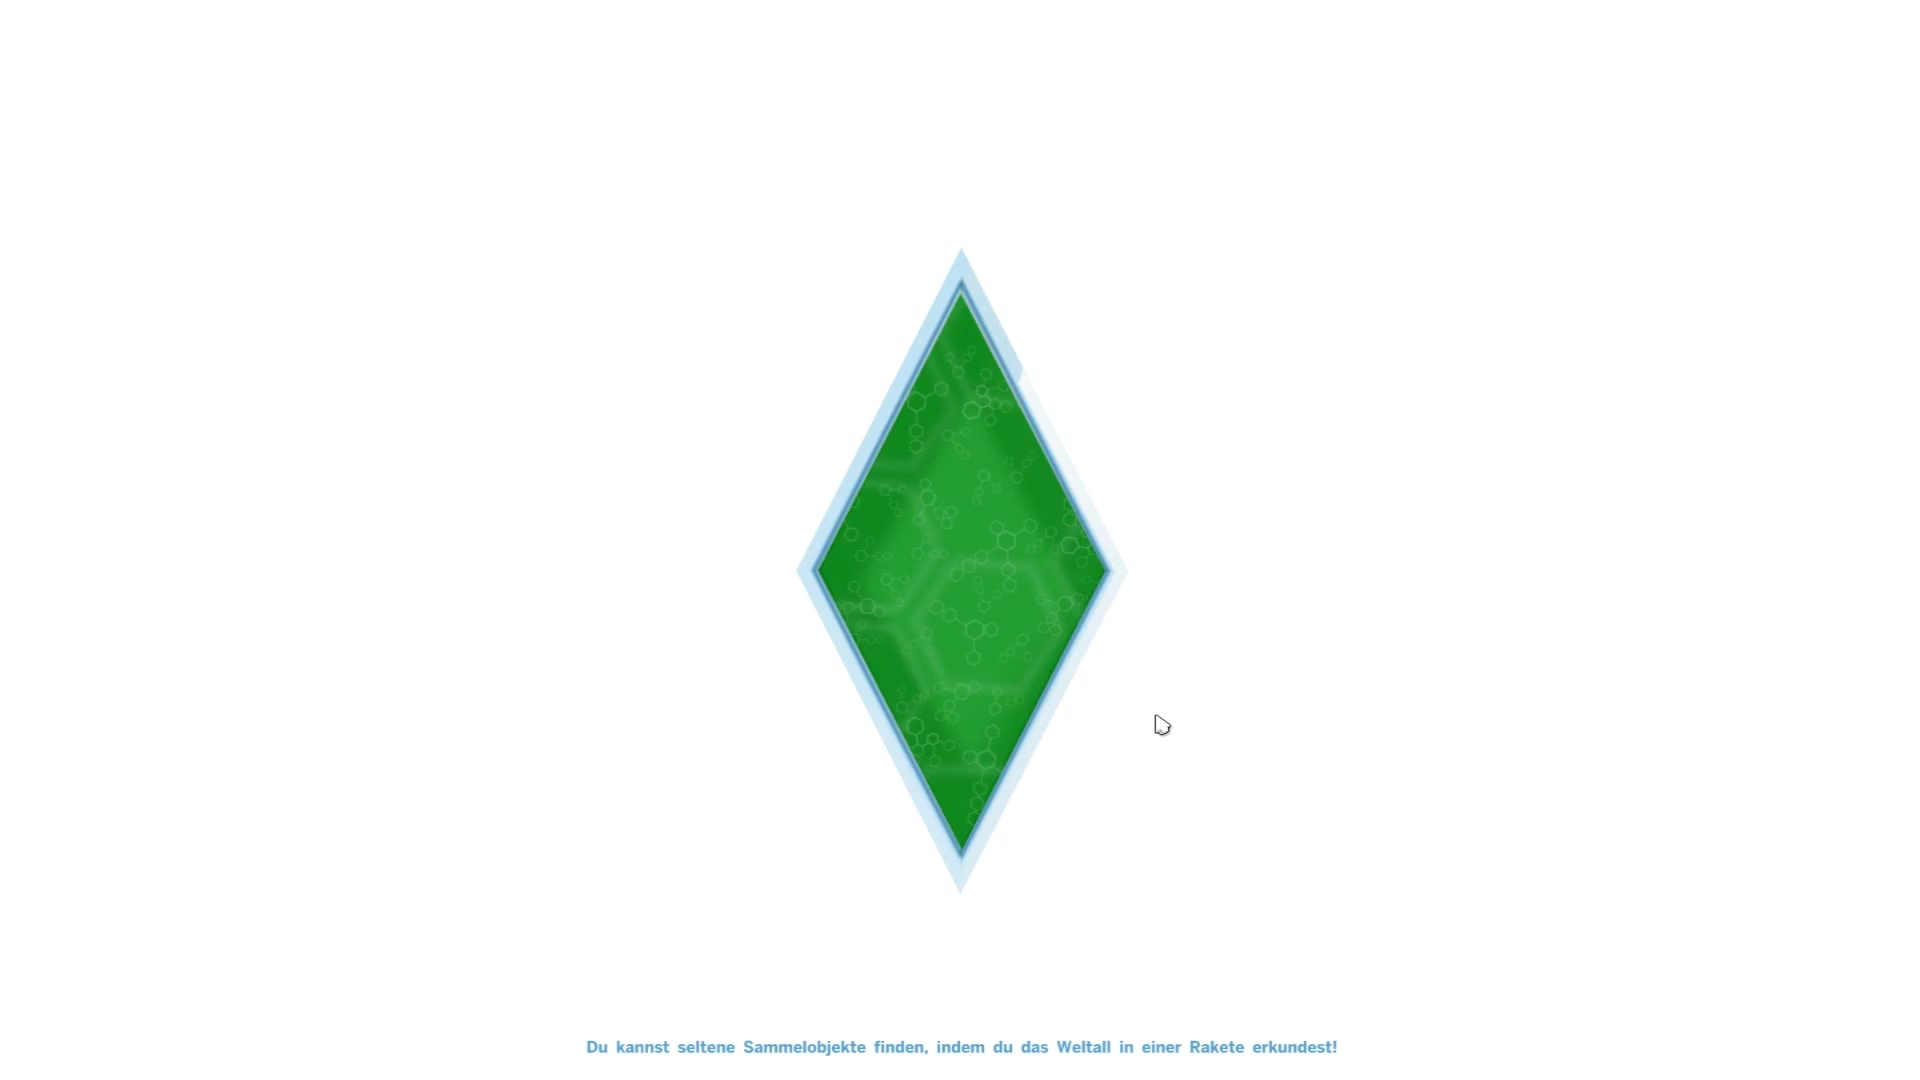 Du kannst seltene Sammelobjekte finden, indem du das Weltall in einer Rakete erkundest!